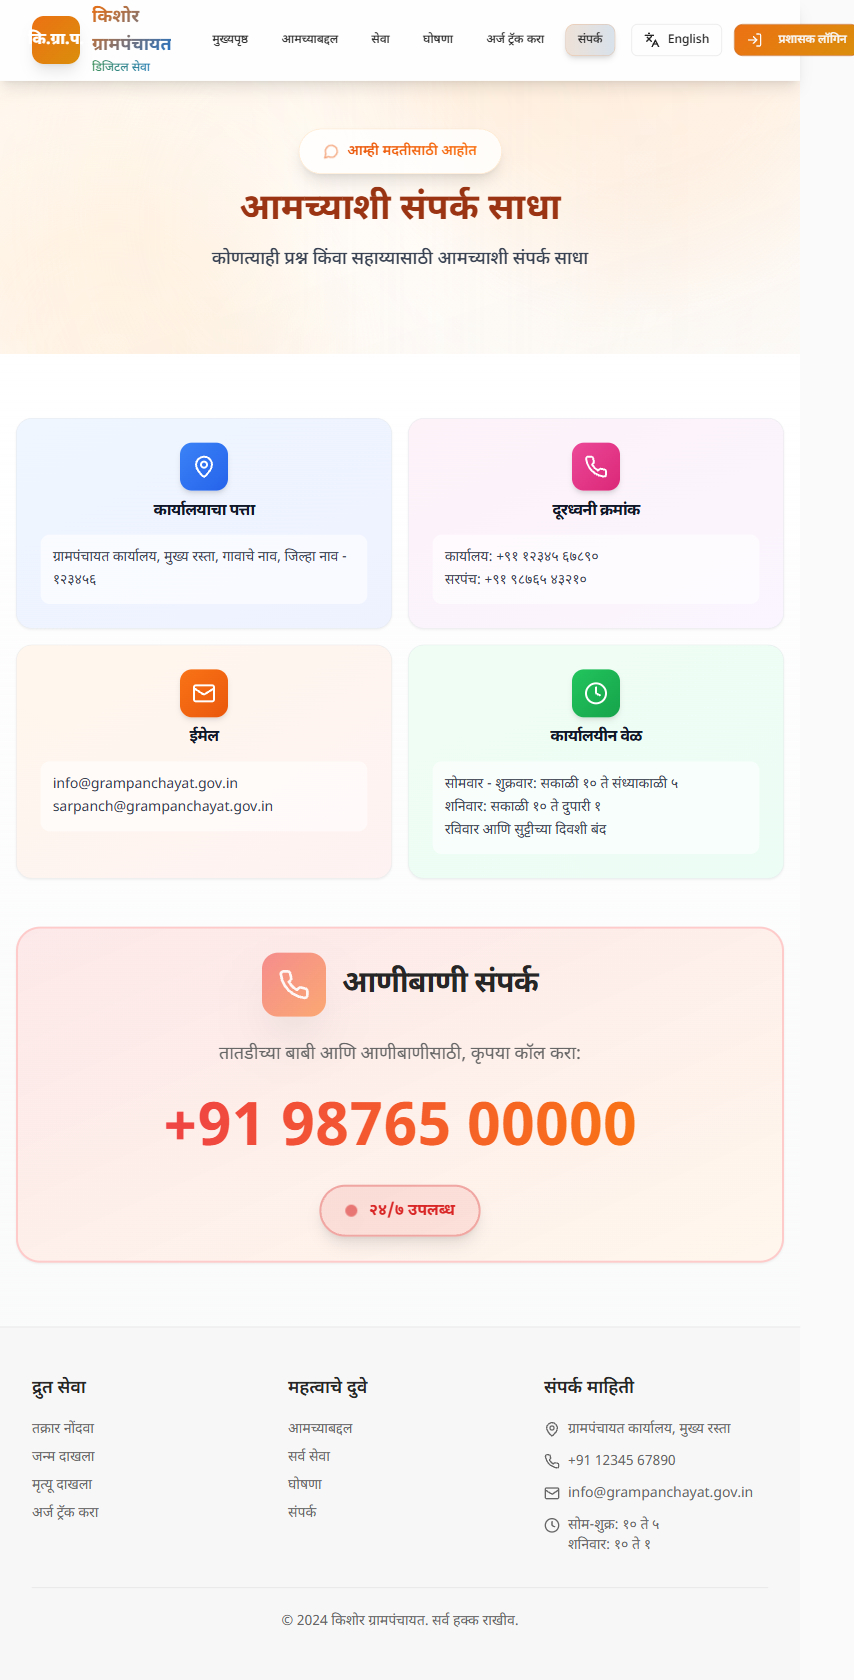 कि.ग्रा.प
किशोर
ग्रामपंचायत
डिजिटल सेवा
मुख्यपृष्ठ
आमच्याबद्दल
सेवा
घोषणा
अर्ज ट्रॅक करा
संपर्क
English
प्रशासक लॉगिन
आम्ही मदतीसाठी आहोत
आमच्याशी संपर्क साधा
कोणत्याही प्रश्न किंवा सहाय्यासाठी आमच्याशी संपर्क साधा
कार्यालयाचा पत्ता
ग्रामपंचायत कार्यालय, मुख्य रस्ता, गावाचे नाव, जिल्हा नाव -
१२३४५६
दूरध्वनी क्रमांक
कार्यालय: +९१ १२३४५ ६७८९०
सरपंच: +९१ ९८७६५ ४३२१०
ईमेल
info@grampanchayat.gov.in
sarpanch@grampanchayat.gov.in
कार्यालयीन वेळ
सोमवार - शुक्रवार: सकाळी १० ते संध्याकाळी ५
शनिवार: सकाळी १० ते दुपारी १
रविवार आणि सुट्टीच्या दिवशी बंद
आणीबाणी संपर्क
तातडीच्या बाबी आणि आणीबाणीसाठी, कृपया कॉल करा:
+91 98765 00000
२४/७ उपलब्ध
द्रुत सेवा
तक्रार नोंदवा
जन्म दाखला
मृत्यू दाखला
अर्ज ट्रॅक करा
महत्वाचे दुवे
आमच्याबद्दल
सर्व सेवा
घोषणा
संपर्क
संपर्क माहिती
ग्रामपंचायत कार्यालय, मुख्य रस्ता
+91 12345 67890
info@grampanchayat.gov.in
सोम-शुक्र: १० ते ५
शनिवार: १० ते १
© 2024 किशोर ग्रामपंचायत. सर्व हक्क राखीव.